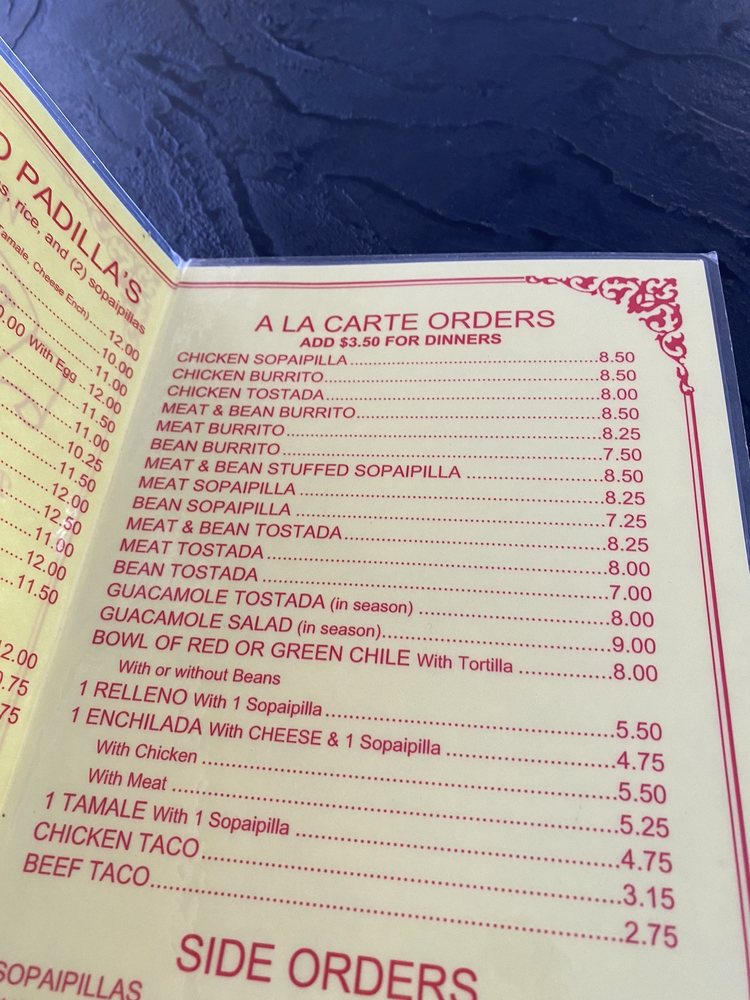 O PADILLA'S
rice, and (2) sopaipillas
Tamale, Cheese Ench).....12.00
10.00
11.00
With Egg ..12.00
11.50
11.00
10.25
11.50
12.00
12.50
11.00
12.00
11.50
A LA CARTE ORDERS
ADD $3.50 FOR DINNERS
CHICKEN SOPAIPILLA 8.50
CHICKEN BURRITO 8.50
CHICKEN TOSTADA 8.00
MEAT & BEAN BURRITO 8.50
MEAT BURRITO 8.25
BEAN BURRITO 7.50
MEAT & BEAN STUFFED SOPAIPILLA 8.50
MEAT SOPAIPILLA 8.25
BEAN SOPAIPILLA 7.25
MEAT & BEAN TOSTADA 8.25
MEAT TOSTADA 8.00
BEAN TOSTADA 7.00
GUACAMOLE TOSTADA (in season) 8.00
GUACAMOLE SALAD (in season) 9.00
BOWL OF RED OR GREEN CHILE With Tortilla 8.00
With or without Beans
1 RELLENO With 1 Sopaipilla 5.50
1 ENCHILADA With CHEESE & 1 Sopaipilla 4.75
With Chicken 5.50
With Meat 5.25
1 TAMALE With 1 Sopaipilla 4.75
CHICKEN TACO 3.15
BEEF TACO 2.75
SIDE ORDERS
SOPAIPILLAS